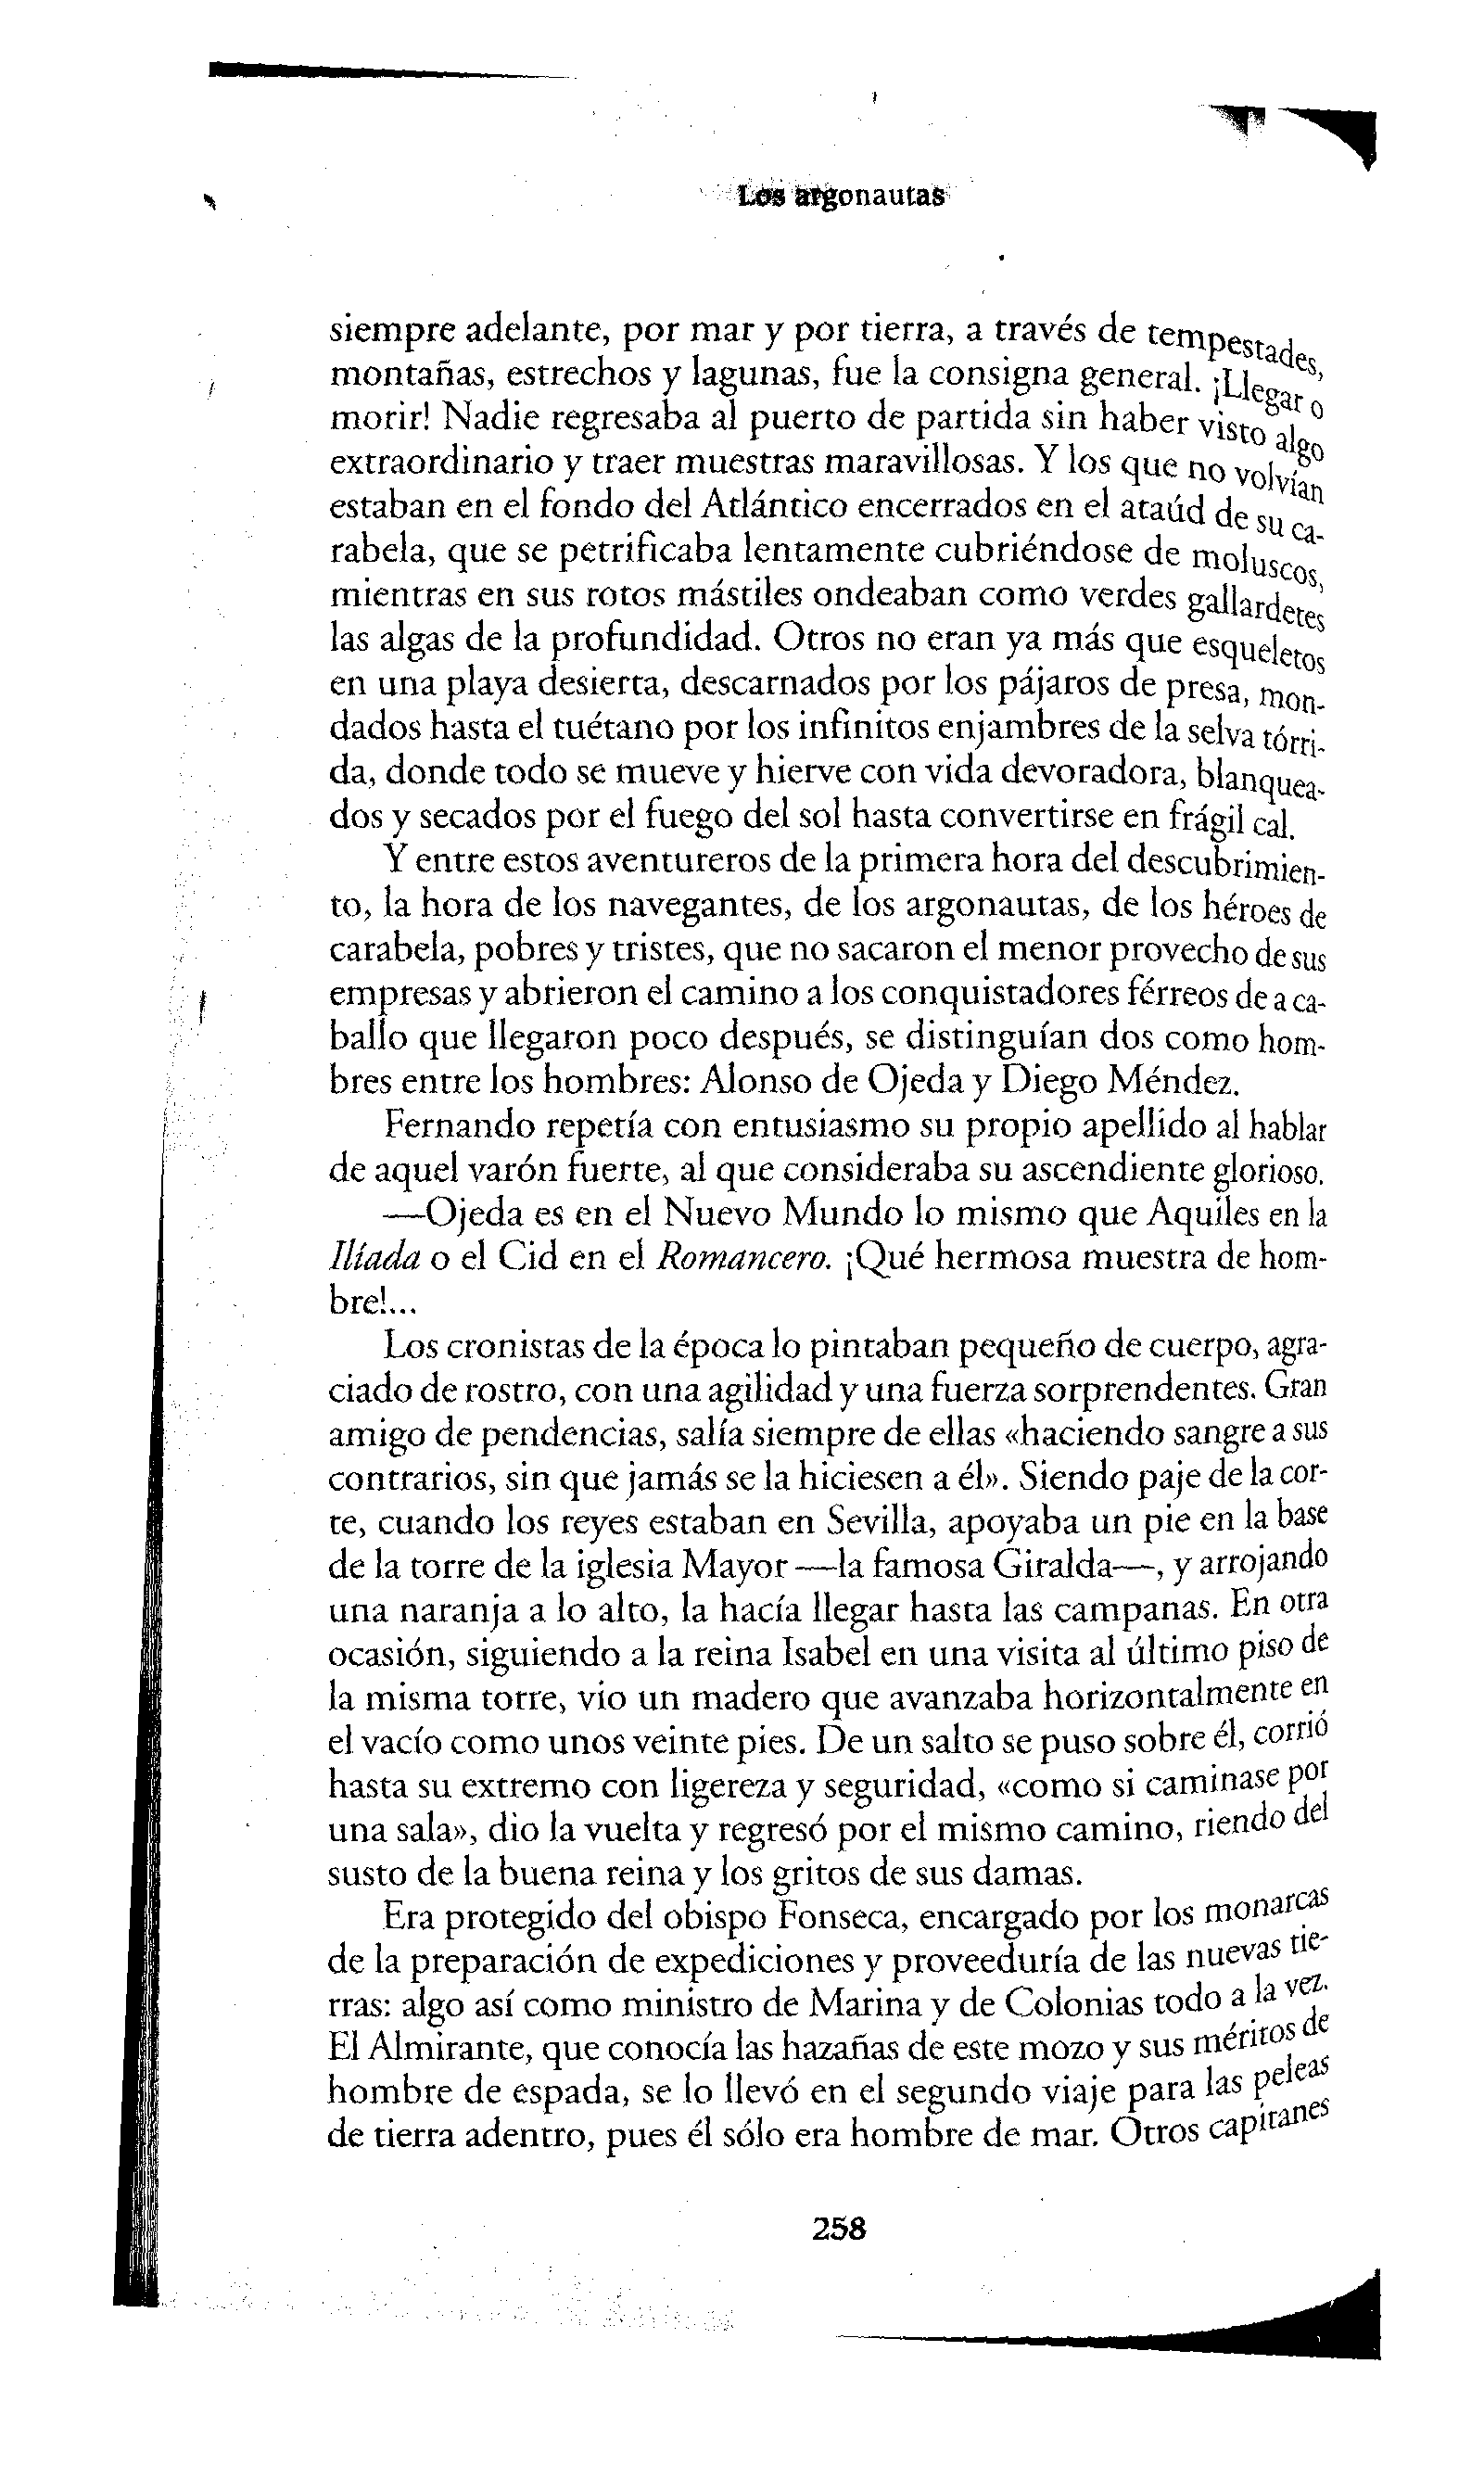 Los argonautas
siempre adelante, por mar y por tierra, a través de tempestades,
montañas, estrechos y lagunas, fue la consigna general. ¡Llegar o
morir! Nadie regresaba al puerto de partida sin haber visto algo
extraordinario y traer muestras maravillosas. Y los que no volvían
estaban en el fondo del Atlántico encerrados en el ataúd de su ca-
rabela, que se petrificaba lentamente cubriéndose de moluscos,
mientras en sus rotos mástiles ondeaban como verdes gallardetes
las algas de la profundidad. Otros no eran ya más que esqueletos
en una playa desierta, descarnados por los pájaros de presa, mon-
dados hasta el tuétano por los infinitos enjambres de la selva tórri-
da, donde todo se mueve y hierve con vida devoradora, blanquea-
dos y secados por el fuego del sol hasta convertirse en frágil cal.
Y entre estos aventureros de la primera hora del descubrimien-
to, la hora de los navegantes, de los argonautas, de los héroes de
carabela, pobres y tristes, que no sacaron el menor provecho de sus
empresas y abrieron el camino a los conquistadores férreos de a ca-
ballo que llegaron poco después, se distinguían dos como hom-
bres entre los hombres: Alonso de Ojeda y Diego Méndez.
Fernando repetía con entusiasmo su propio apellido al hablar
de aquel varón fuerte, al que consideraba su ascendiente glorioso.
—Ojeda es en el Nuevo Mundo lo mismo que Aquiles en la
Ilíada o el Cid en el Romancero. ¡Qué hermosa muestra de hom-
bre!...
Los cronistas de la época lo pintaban pequeño de cuerpo, agra-
ciado de rostro, con una agilidad y una fuerza sorprendentes. Gran
amigo de pendencias, salía siempre de ellas «haciendo sangre a sus
contrarios, sin que jamás se la hiciesen a él». Siendo paje de la cor-
te, cuando los reyes estaban en Sevilla, apoyaba un pie en la base
de la torre de la iglesia Mayor —la famosa Giralda—, y arrojando
una naranja a lo alto, la hacía llegar hasta las campanas. En otra
ocasión, siguiendo a la reina Isabel en una visita al último piso de
la misma torre, vio un madero que avanzaba horizontalmente en
el vacío como unos veinte pies. De un salto se puso sobre él, corrió
hasta su extremo con ligereza y seguridad, «como si caminase por
una sala», dio la vuelta y regresó por el mismo camino, riendo del
susto de la buena reina y los gritos de sus damas.
Era protegido del obispo Fonseca, encargado por los monarcas
de la preparación de expediciones y proveeduría de las nuevas tie-
rras: algo así como ministro de Marina y de Colonias todo a la vez.
El Almirante, que conocía las hazañas de este mozo y sus méritos de
hombre de espada, se lo llevó en el segundo viaje para las peleas
de tierra adentro, pues él sólo era hombre de mar. Otros capitanes
258